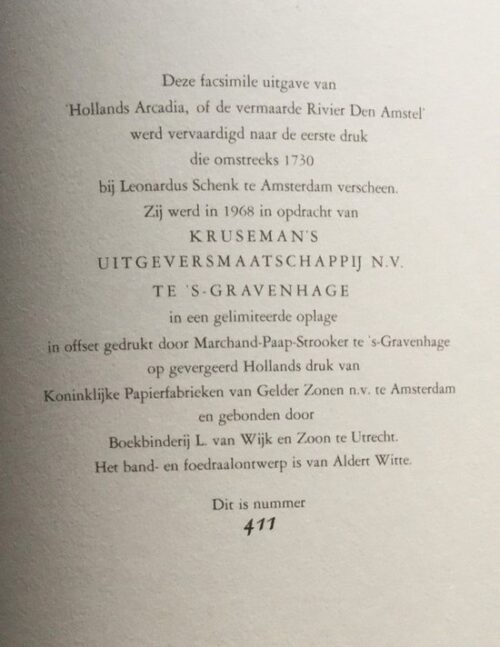 Deze facsimile uitgave van
'Hollands Arcadia, of de vermaarde Rivier Den Amstel'
werd vervaardigd naar de eerste druk
die omstreeks 1730
bij Leonardus Schenk te Amsterdam verscheen.
Zij werd in 1968 in opdracht van
KRUSEMAN'S
UITGEVERSMAATSCHAPPIJ N.V.
TE 'S-GRAVENHAGE
in een gelimiteerde oplage
in offset gedrukt door Marchand-Paap-Strooker te 's-Gravenhage
op gevergeerd Hollands druk van
Koninklijke Papierfabrieken van Gelder Zonen n.v. te Amsterdam
en gebonden door
Boekbinderij L. van Wijk en Zoon te Utrecht.
Het band- en foedraalontwerp is van Aldert Witte.
Dit is nummer
411